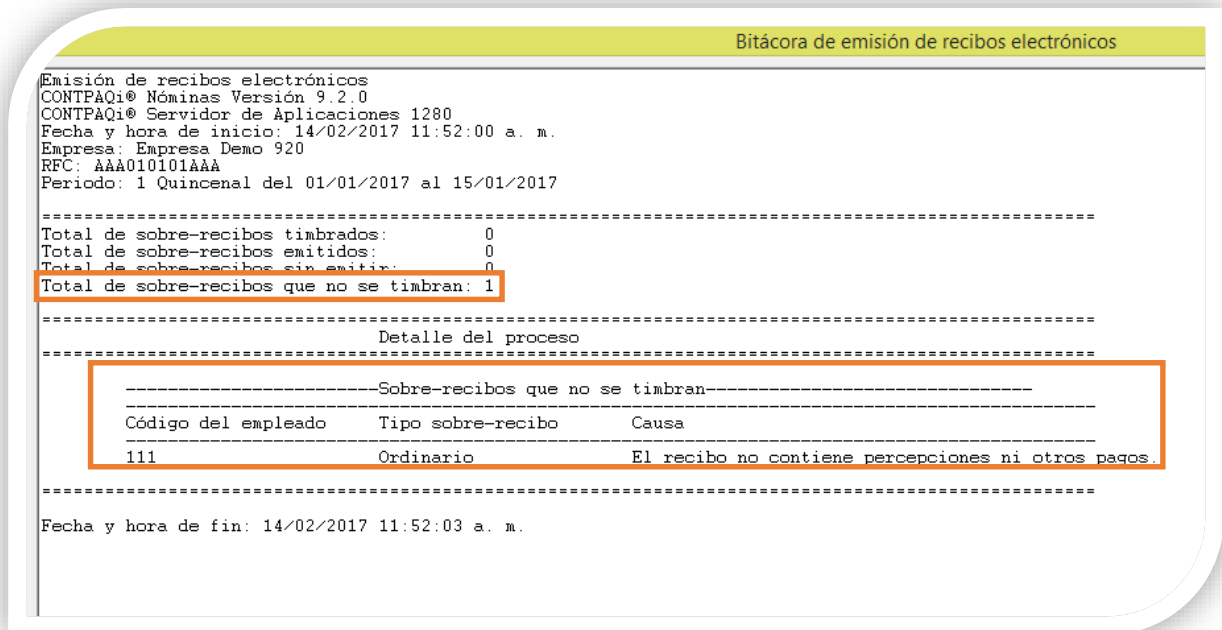 Bitácora de emisión de recibos electrónicos
Emisión de recibos electrónicos
CONTPAQi® Nóminas Versión 9.2.0
CONTPAQi® Servidor de Aplicaciones 1280
Fecha y hora de inicio: 14/02/2017 11:52:00 a. m.
Empresa: Empresa Demo 920
RFC: AAA010101AAA
Periodo: 1 Quincenal del 01/01/2017 al 15/01/2017
Total de sobre-recibos timbrados: 0
Total de sobre-recibos emitidos: 0
Total de sobre-recibos sin emitir: 0
Total de sobre-recibos que no se timbran: 1
Detalle del proceso
Sobre-recibos que no se timbran
Código del empleado Tipo sobre-recibo Causa
111 Ordinario El recibo no contiene percepciones ni otros pagos.
Fecha y hora de fin: 14/02/2017 11:52:03 a. m.